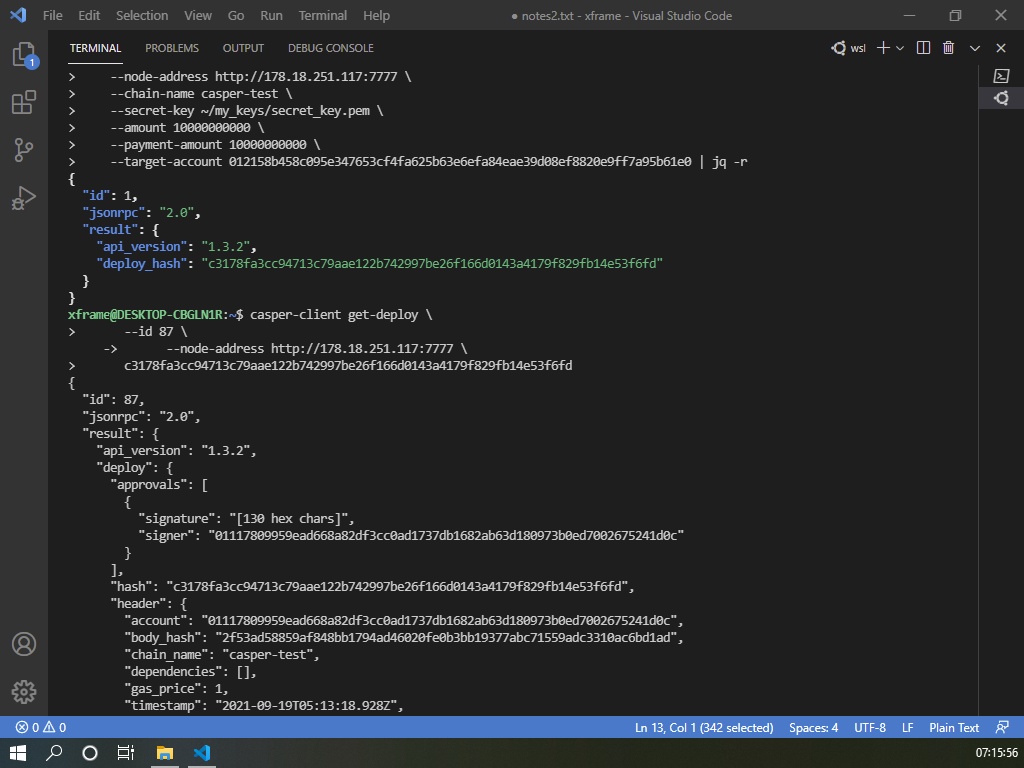 File Edit Selection View Go Run Terminal Help ● notes2.txt - xframe - Visual Studio Code
TERMINAL PROBLEMS OUTPUT DEBUG CONSOLE wsl
1
> --node-address http://178.18.251.117:7777 \
> --chain-name casper-test \
> --secret-key ~/my_keys/secret_key.pem \
> --amount 10000000000 \
> --payment-amount 10000000000 \
> --target-account 012158b458c095e347653cf4fa625b63e6efa84eae39d08ef8820e9ff7a95b61e0 | jq -r
{
"id": 1,
"jsonrpc": "2.0",
"result": {
"api_version": "1.3.2",
"deploy_hash": "c3178fa3cc94713c79aae122b742997be26f166d0143a4179f829fb14e53f6fd"
}
}
xframe@DESKTOP-CBGLN1R:~$ casper-client get-deploy \
> --id 87 \
-> --node-address http://178.18.251.117:7777 \
> c3178fa3cc94713c79aae122b742997be26f166d0143a4179f829fb14e53f6fd
{
"id": 87,
"jsonrpc": "2.0",
"result": {
"api_version": "1.3.2",
"deploy": {
"approvals": [
{
"signature": "[130 hex chars]",
"signer": "01117809959ead668a82df3cc0ad1737db1682ab63d180973b0ed7002675241d0c"
}
],
"hash": "c3178fa3cc94713c79aae122b742997be26f166d0143a4179f829fb14e53f6fd",
"header": {
"account": "01117809959ead668a82df3cc0ad1737db1682ab63d180973b0ed7002675241d0c",
"body_hash": "2f53ad58859af848bb1794ad46020fe0b3bb19377abc71559adc3310ac6bd1ad",
"chain_name": "casper-test",
"dependencies": [],
"gas_price": 1,
"timestamp": "2021-09-19T05:13:18.928Z",
0 0 Ln 13, Col 1 (342 selected) Spaces: 4 UTF-8 LF Plain Text
07:15:56